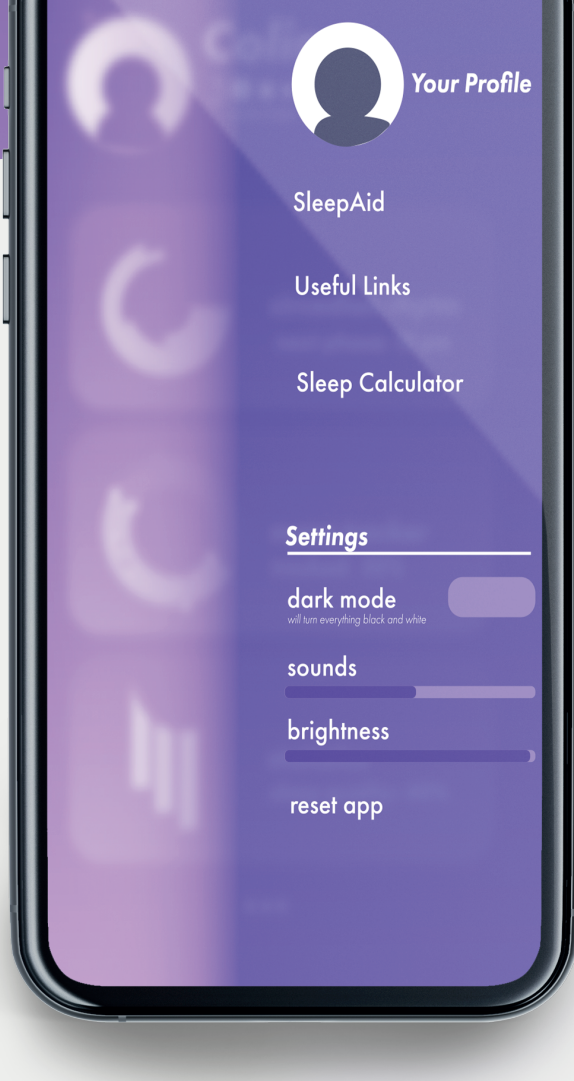 Your Profile
SleepAid
Useful Links
Sleep Calculator
Settings
dark mode
will turn everything black and white
sounds
brightness
reset app